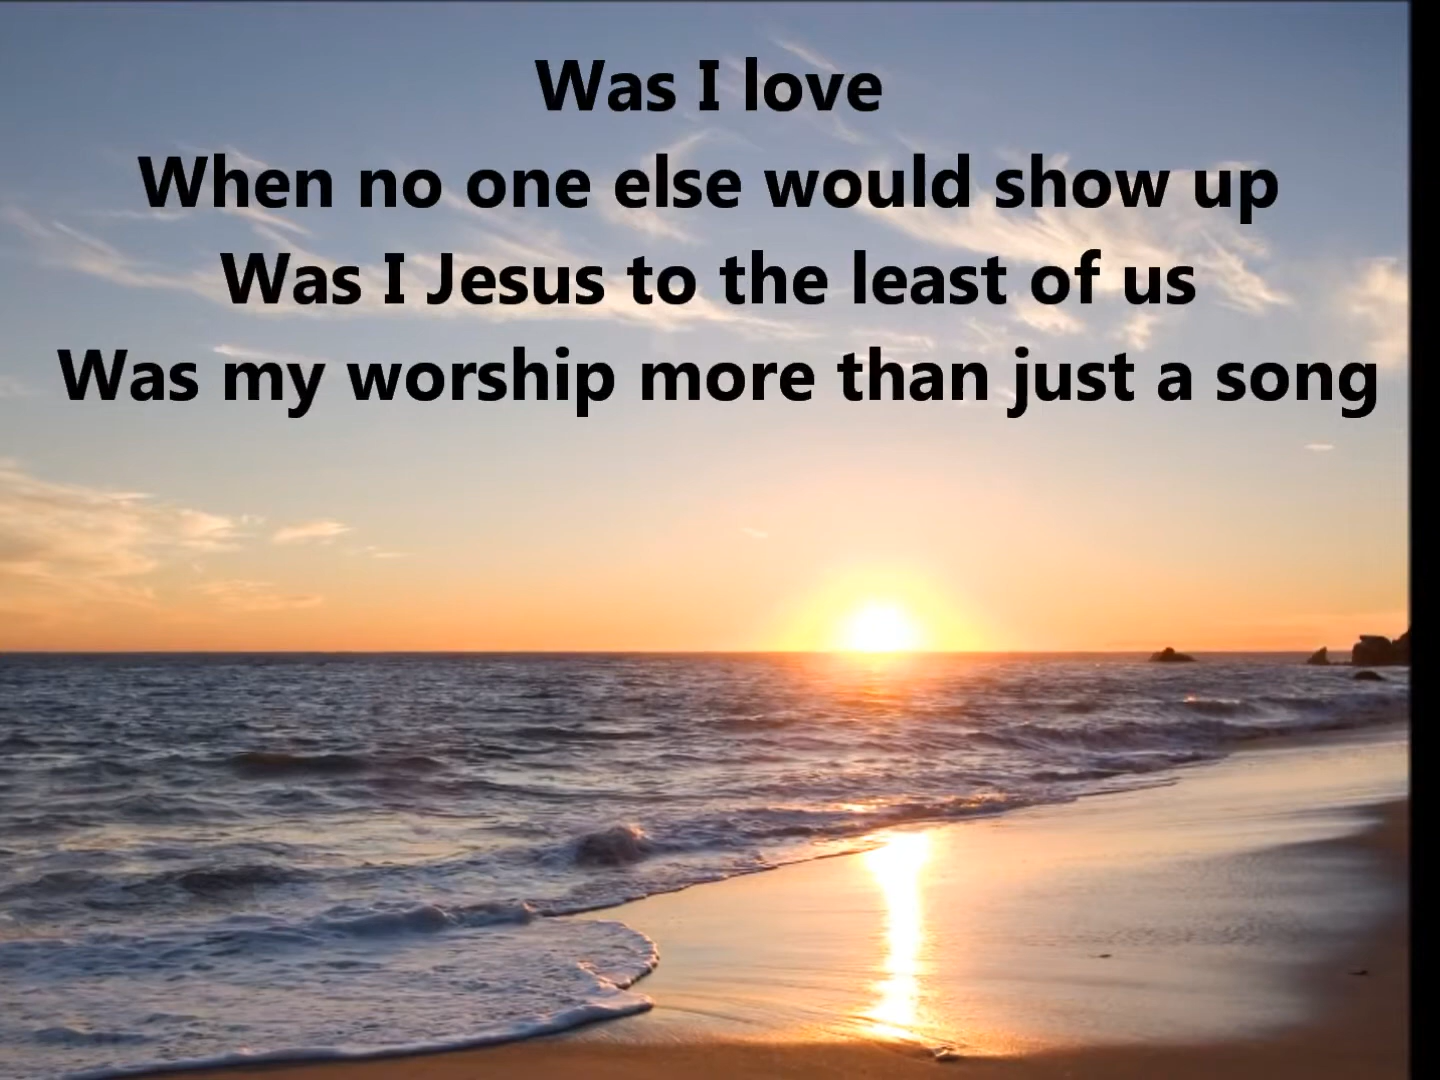 Was I love
When no one else would show up
Was I Jesus to the least of us
Was my worship more than just a song